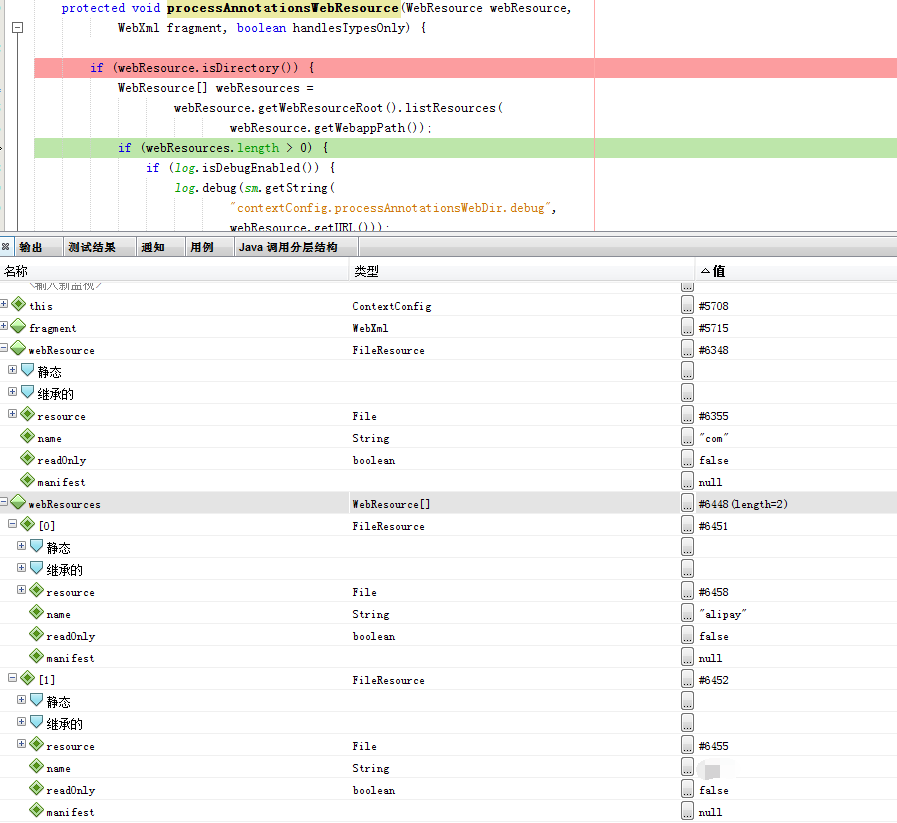 protected void processAnnotationsWebResource(WebResource webResource,
WebXml fragment, boolean handlesTypesOnly) {
if (webResource.isDirectory()) {
WebResource[] webResources =
webResource.getWebResourceRoot().listResources(
webResource.getWebappPath());
if (webResources.length > 0) {
if (log.isDebugEnabled()) {
log.debug(sm.getString(
"contextConfig.processAnnotationsWebDir.debug",
webResource.getURL()));
输出 测试结果 通知 用例 Java 调用分层结构
名称 类型 值
<输入新监视>
this ContextConfig ... #5708
fragment WebXml ... #5715
webResource FileResource ... #6348
静态 ...
继承的 ...
resource File ... #6355
name String ... "com"
readOnly boolean ... false
manifest ... null
webResources WebResource[] ... #6448(length=2)
[0] FileResource ... #6451
静态 ...
继承的 ...
resource File ... #6458
name String ... "alipay"
readOnly boolean ... false
manifest ... null
[1] FileResource ... #6452
静态 ...
继承的 ...
resource File ... #6455
name String ...
readOnly boolean ... false
manifest ... null